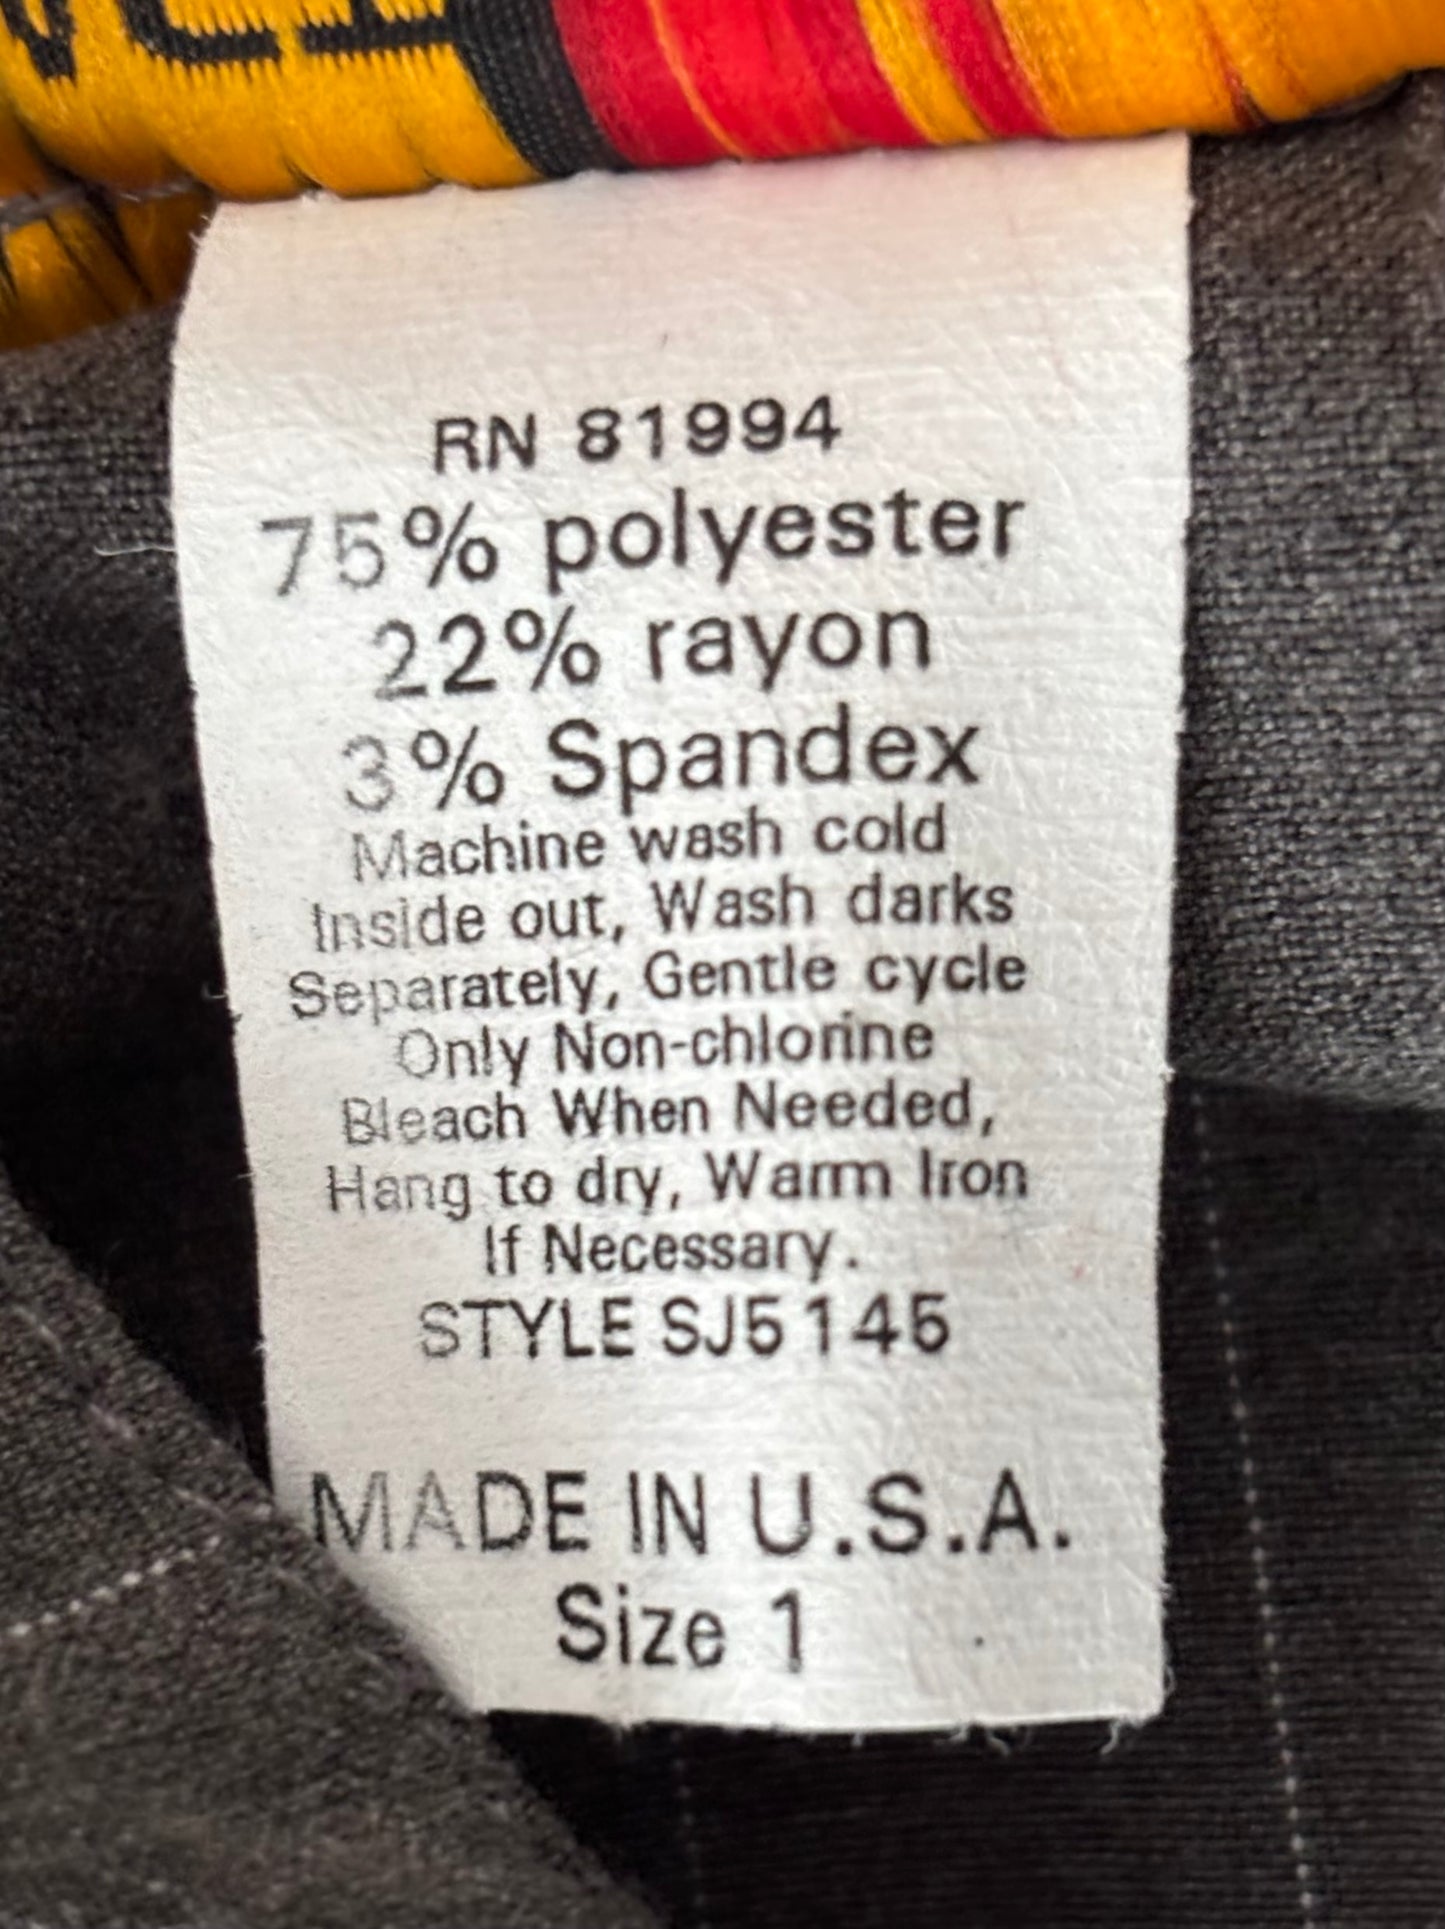 RN 81994
75% polyester
22% rayon
3% Spandex
Machine wash cold
Inside out, Wash darks
Separately, Gentle cycle
Only Non-chlorine
Bleach When Needed,
Hang to dry, Warm Iron
If Necessary.
STYLE SJ5145
MADE IN U.S.A.
Size 1